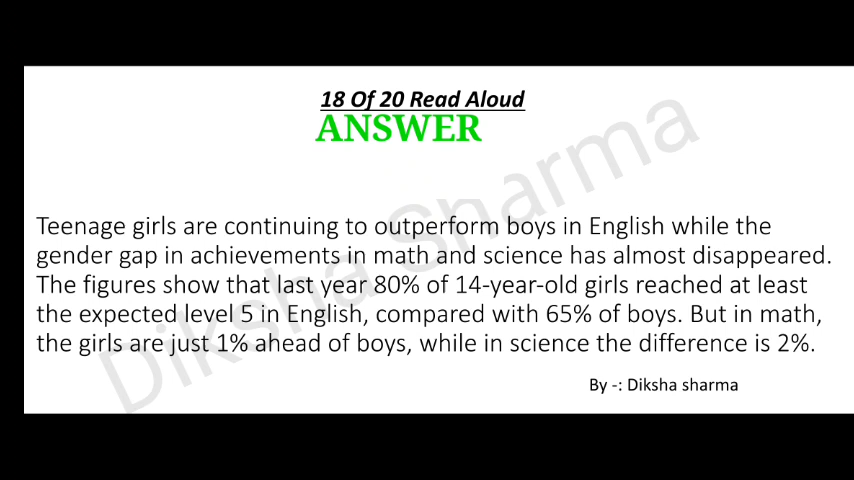 18 Of 20 Read Aloud
ANSWER
Teenage girls are continuing to outperform boys in English while the
gender gap in achievements in math and science has almost disappeared.
The figures show that last year 80% of 14-year-old girls reached at least
the expected level 5 in English, compared with 65% of boys. But in math,
the girls are just 1% ahead of boys, while in science the difference is 2%.
Diksha Sharma
By -: Diksha sharma